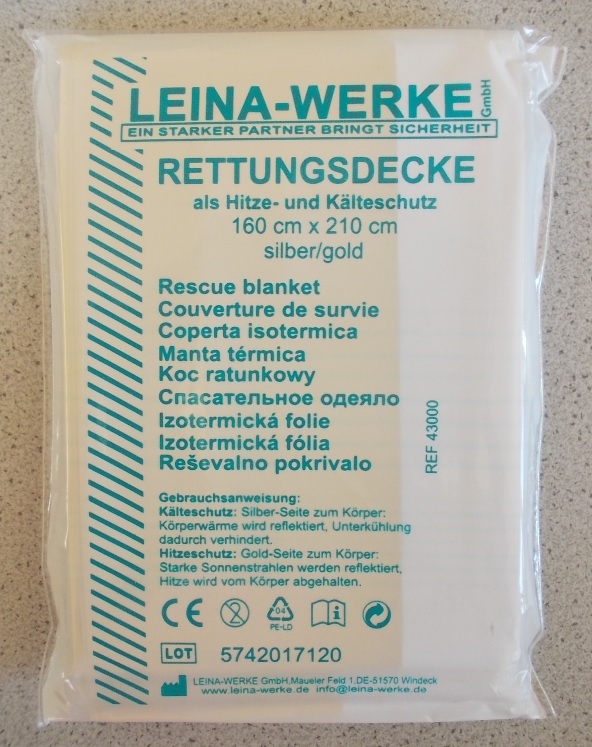 LEINA-WERKE GmbH
EIN STARKER PARTNER BRINGT SICHERHEIT
RETTUNGSDECKE
als Hitze- und Kälteschutz
160 cm x 210 cm
silber/gold
Rescue blanket
Couverture de survie
Coperta isotermica
Manta térmica
Koc ratunkowy
Спасательное одеяло
Izotermická folie
Izotermická fólia
Reševalno pokrivalo
REF 43000
Gebrauchsanweisung:
Kälteschutz: Silber-Seite zum Körper:
Körperwärme wird reflektiert, Unterkühlung
dadurch verhindert.
Hitzeschutz: Gold-Seite zum Körper:
Starke Sonnenstrahlen werden reflektiert,
Hitze wird vom Körper abgehalten.
CE 2 04 i
PE-LD
LOT 5742017120
LEINA-WERKE GmbH.Maueler Feld 1.DE-51570 Windeck
www.leina-werke.de info@leina-werke.de